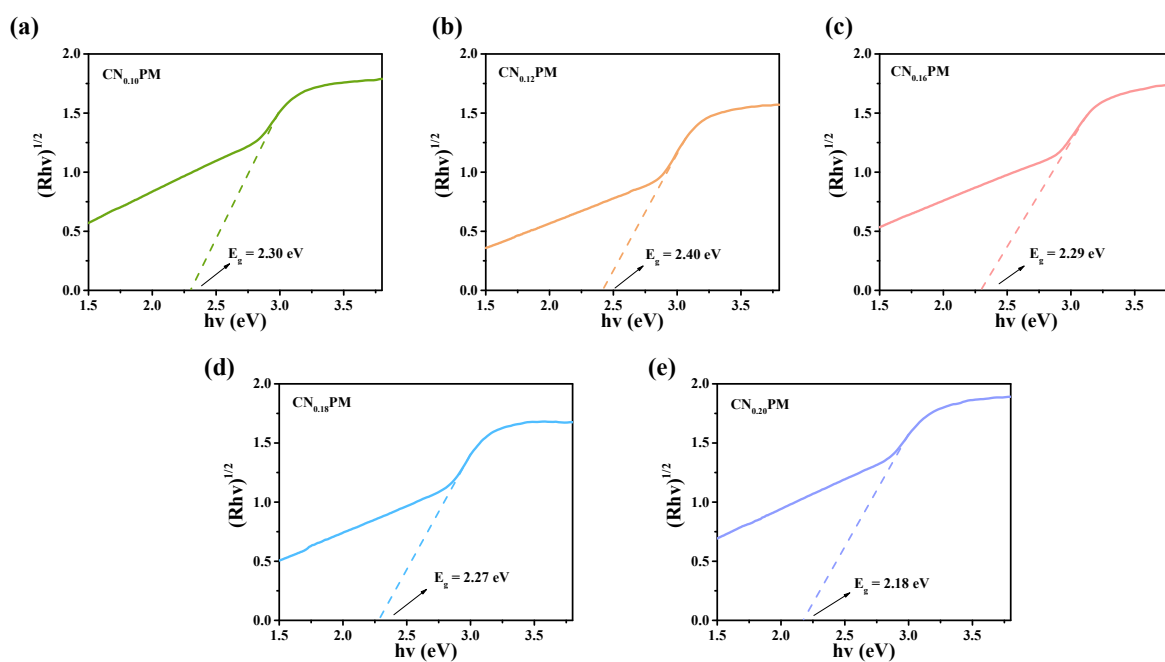 (a)
CN0.10PM
(Rhv)1/2
2.0
1.5
1.0
0.5
0.0
Eg = 2.30 eV
1.5 2.0 2.5 3.0 3.5
hv (eV)
(b)
CN0.12PM
(Rhv)1/2
2.0
1.5
1.0
0.5
0.0
Eg = 2.40 eV
1.5 2.0 2.5 3.0 3.5
hv (eV)
(c)
CN0.16PM
(Rhv)1/2
2.0
1.5
1.0
0.5
0.0
Eg = 2.29 eV
1.5 2.0 2.5 3.0 3.5
hv (eV)
(d)
CN0.18PM
(Rhv)1/2
2.0
1.5
1.0
0.5
0.0
Eg = 2.27 eV
1.5 2.0 2.5 3.0 3.5
hv (eV)
(e)
CN0.20PM
(Rhv)1/2
2.0
1.5
1.0
0.5
0.0
Eg = 2.18 eV
1.5 2.0 2.5 3.0 3.5
hv (eV)